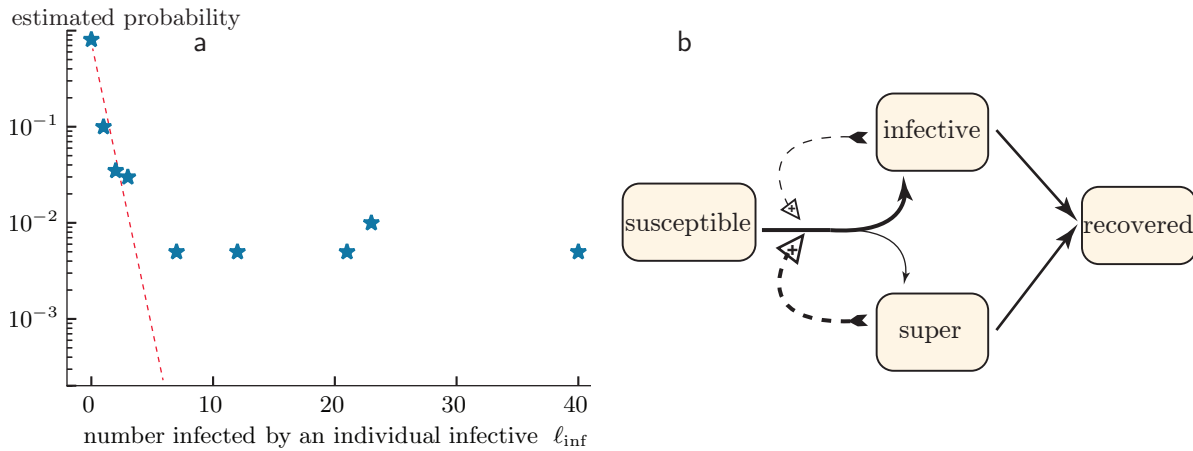 estimated probability
a
10⁻¹
10⁻²
10⁻³
0 10 20 30 40
number infected by an individual infective ℓinf
b
infective
+
susceptible
recovered
+
super